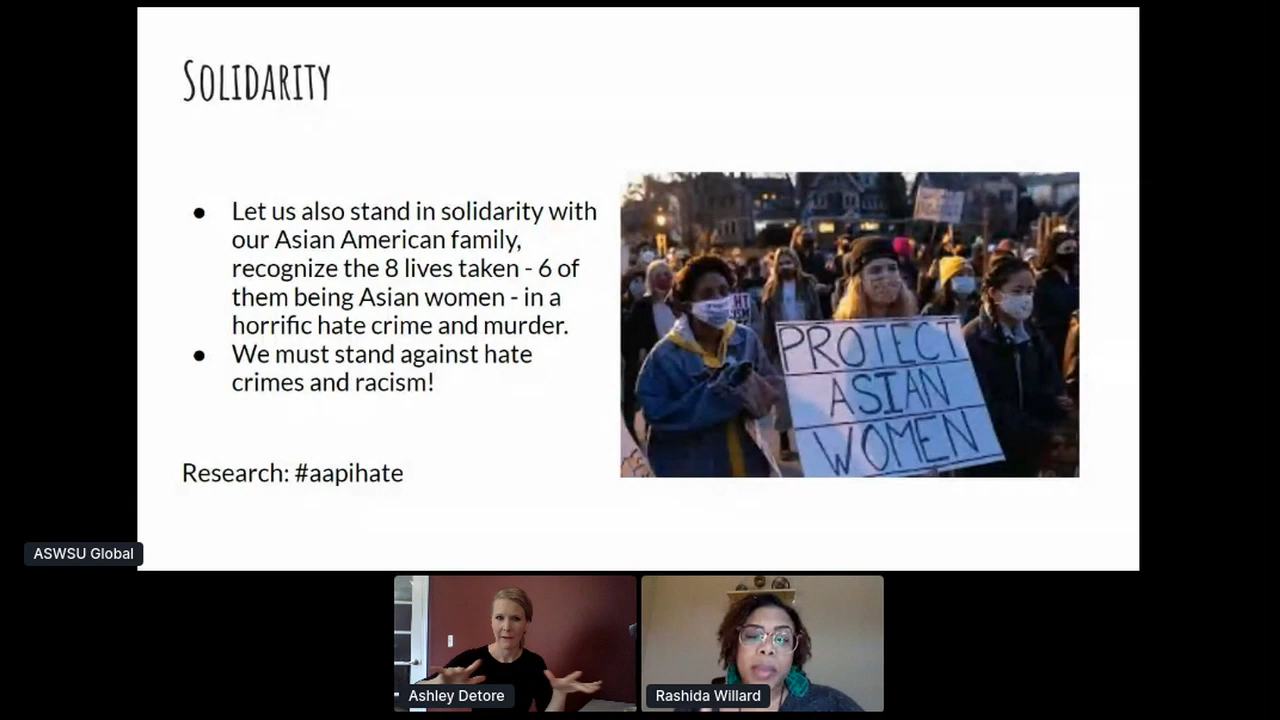 SOLIDARITY
● Let us also stand in solidarity with
our Asian American family,
recognize the 8 lives taken - 6 of
them being Asian women - in a
horrific hate crime and murder.
● We must stand against hate
crimes and racism!
Research: #aapihate
PROTECT
ASIAN
WOMEN
ASWSU Global
Ashley Detore
Rashida Willard